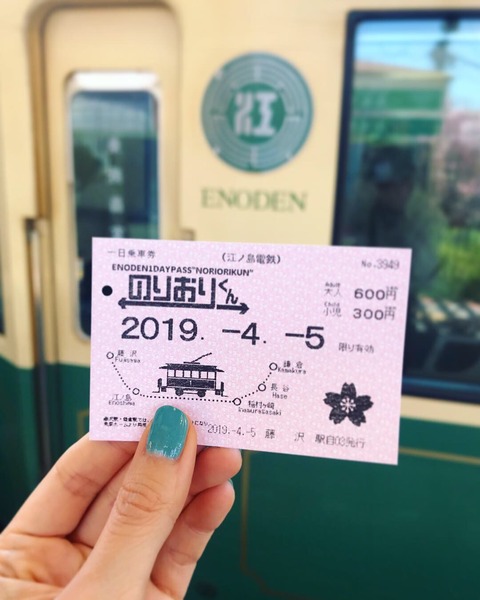 江
ENODEN
一日乗車券 (江ノ島電鉄) No.3949
ENODEN1DAYPASS"NORIORIKUN"
のりおりくん
大人 600円
小児 300円
2019. -4. -5 限り有効
藤沢
Fujisawa
鎌倉
Kamakura
長谷
Hase
江ノ島
Enoshima
稲村ヶ崎
Inamuragasaki
2019.-4.-5 藤沢 駅自03発行